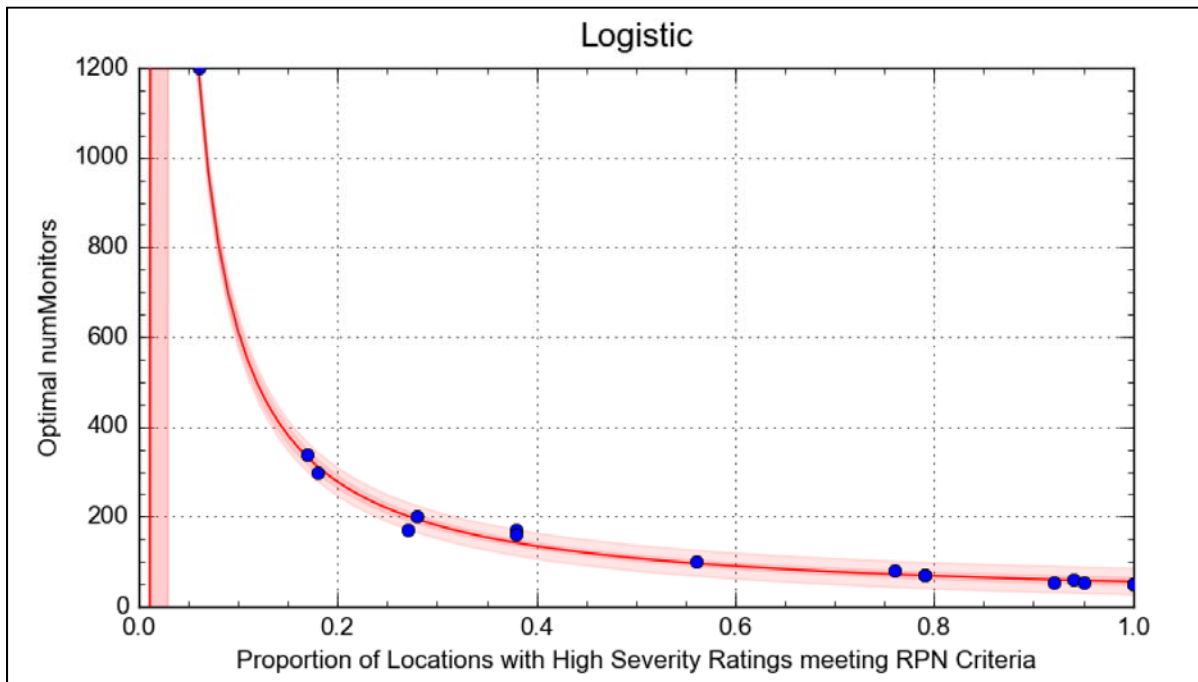 Logistic
1200
1000
800
600
400
200
0
Optimal numMonitors
0.0 0.2 0.4 0.6 0.8 1.0
Proportion of Locations with High Severity Ratings meeting RPN Criteria